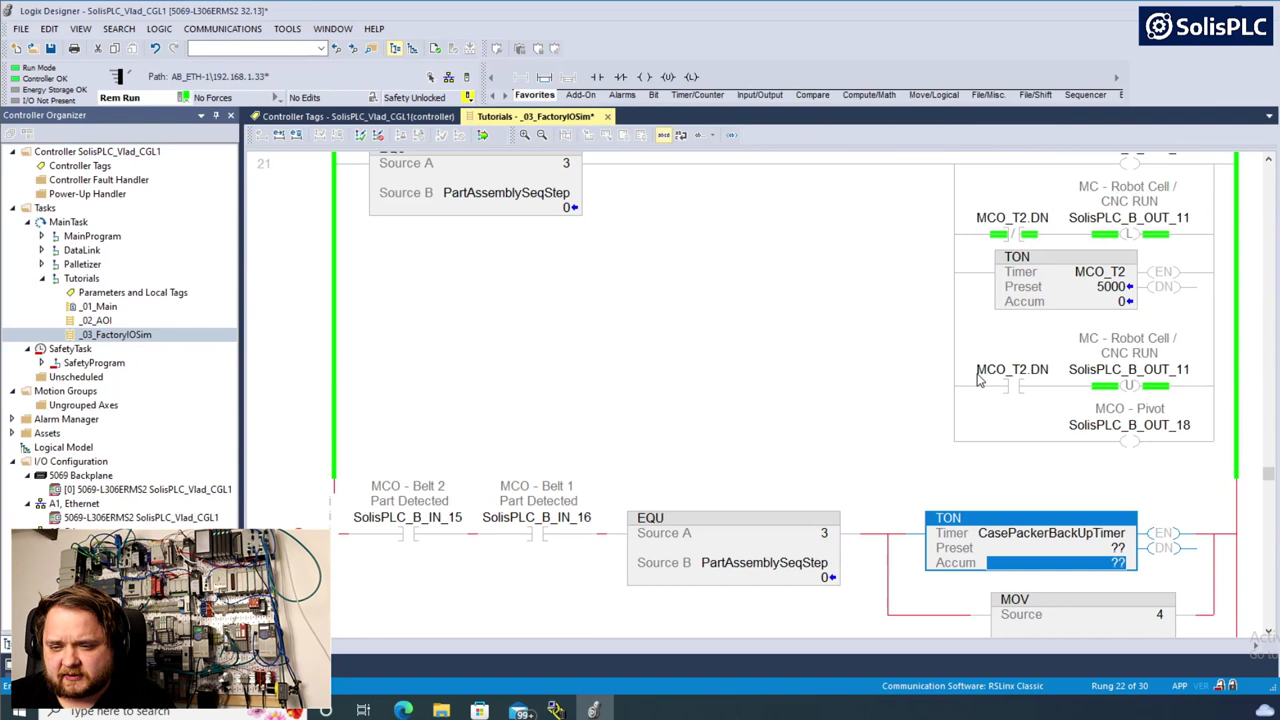 Logix Designer - SolisPLC_Vlad_CGL1 [5069-L306ERMS2 32.13]*
FILE EDIT VIEW SEARCH LOGIC COMMUNICATIONS TOOLS WINDOW HELP
SolisPLC
Run Mode
Controller OK
Energy Storage OK
I/O Not Present
Path: AB_ETH-1\192.168.1.33*
Rem Run
No Forces
No Edits
Safety Unlocked
Favorites Add-On Alarms Bit Timer/Counter Input/Output Compare Compute/Math Move/Logical File/Misc. File/Shift Sequencer
Controller Organizer
Controller Tags - SolisPLC_Vlad_CGL1(controller)
Tutorials - _03_FactoryIOSim*
Controller SolisPLC_Vlad_CGL1
Controller Tags
Controller Fault Handler
Power-Up Handler
Tasks
MainTask
MainProgram
DataLink
Palletizer
Tutorials
Parameters and Local Tags
_01_Main
_02_AOI
_03_FactoryIOSim
SafetyTask
SafetyProgram
Unscheduled
Motion Groups
Ungrouped Axes
Alarm Manager
Assets
Logical Model
I/O Configuration
5069 Backplane
[0] 5069-L306ERMS2 SolisPLC_Vlad_CGL1
A1, Ethernet
5069-L306ERMS2 SolisPLC_Vlad_CGL1
21
Source A 3
Source B PartAssemblySeqStep
0
MC - Robot Cell /
CNC RUN
MCO_T2.DN SolisPLC_B_OUT_11
L
TON
Timer MCO_T2 EN
Preset 5000 DN
Accum 0
MC - Robot Cell /
CNC RUN
MCO_T2.DN SolisPLC_B_OUT_11
U
MCO - Pivot
SolisPLC_B_OUT_18
MCO - Belt 2
Part Detected
SolisPLC_B_IN_15
MCO - Belt 1
Part Detected
SolisPLC_B_IN_16
EQU
Source A 3
Source B PartAssemblySeqStep
0
TON
Timer CasePackerBackUpTimer EN
Preset ?? DN
Accum ??
MOV
Source 4
Communication Software: RSLinx Classic
Rung 22 of 30
APP
VER
Type here to search
99+